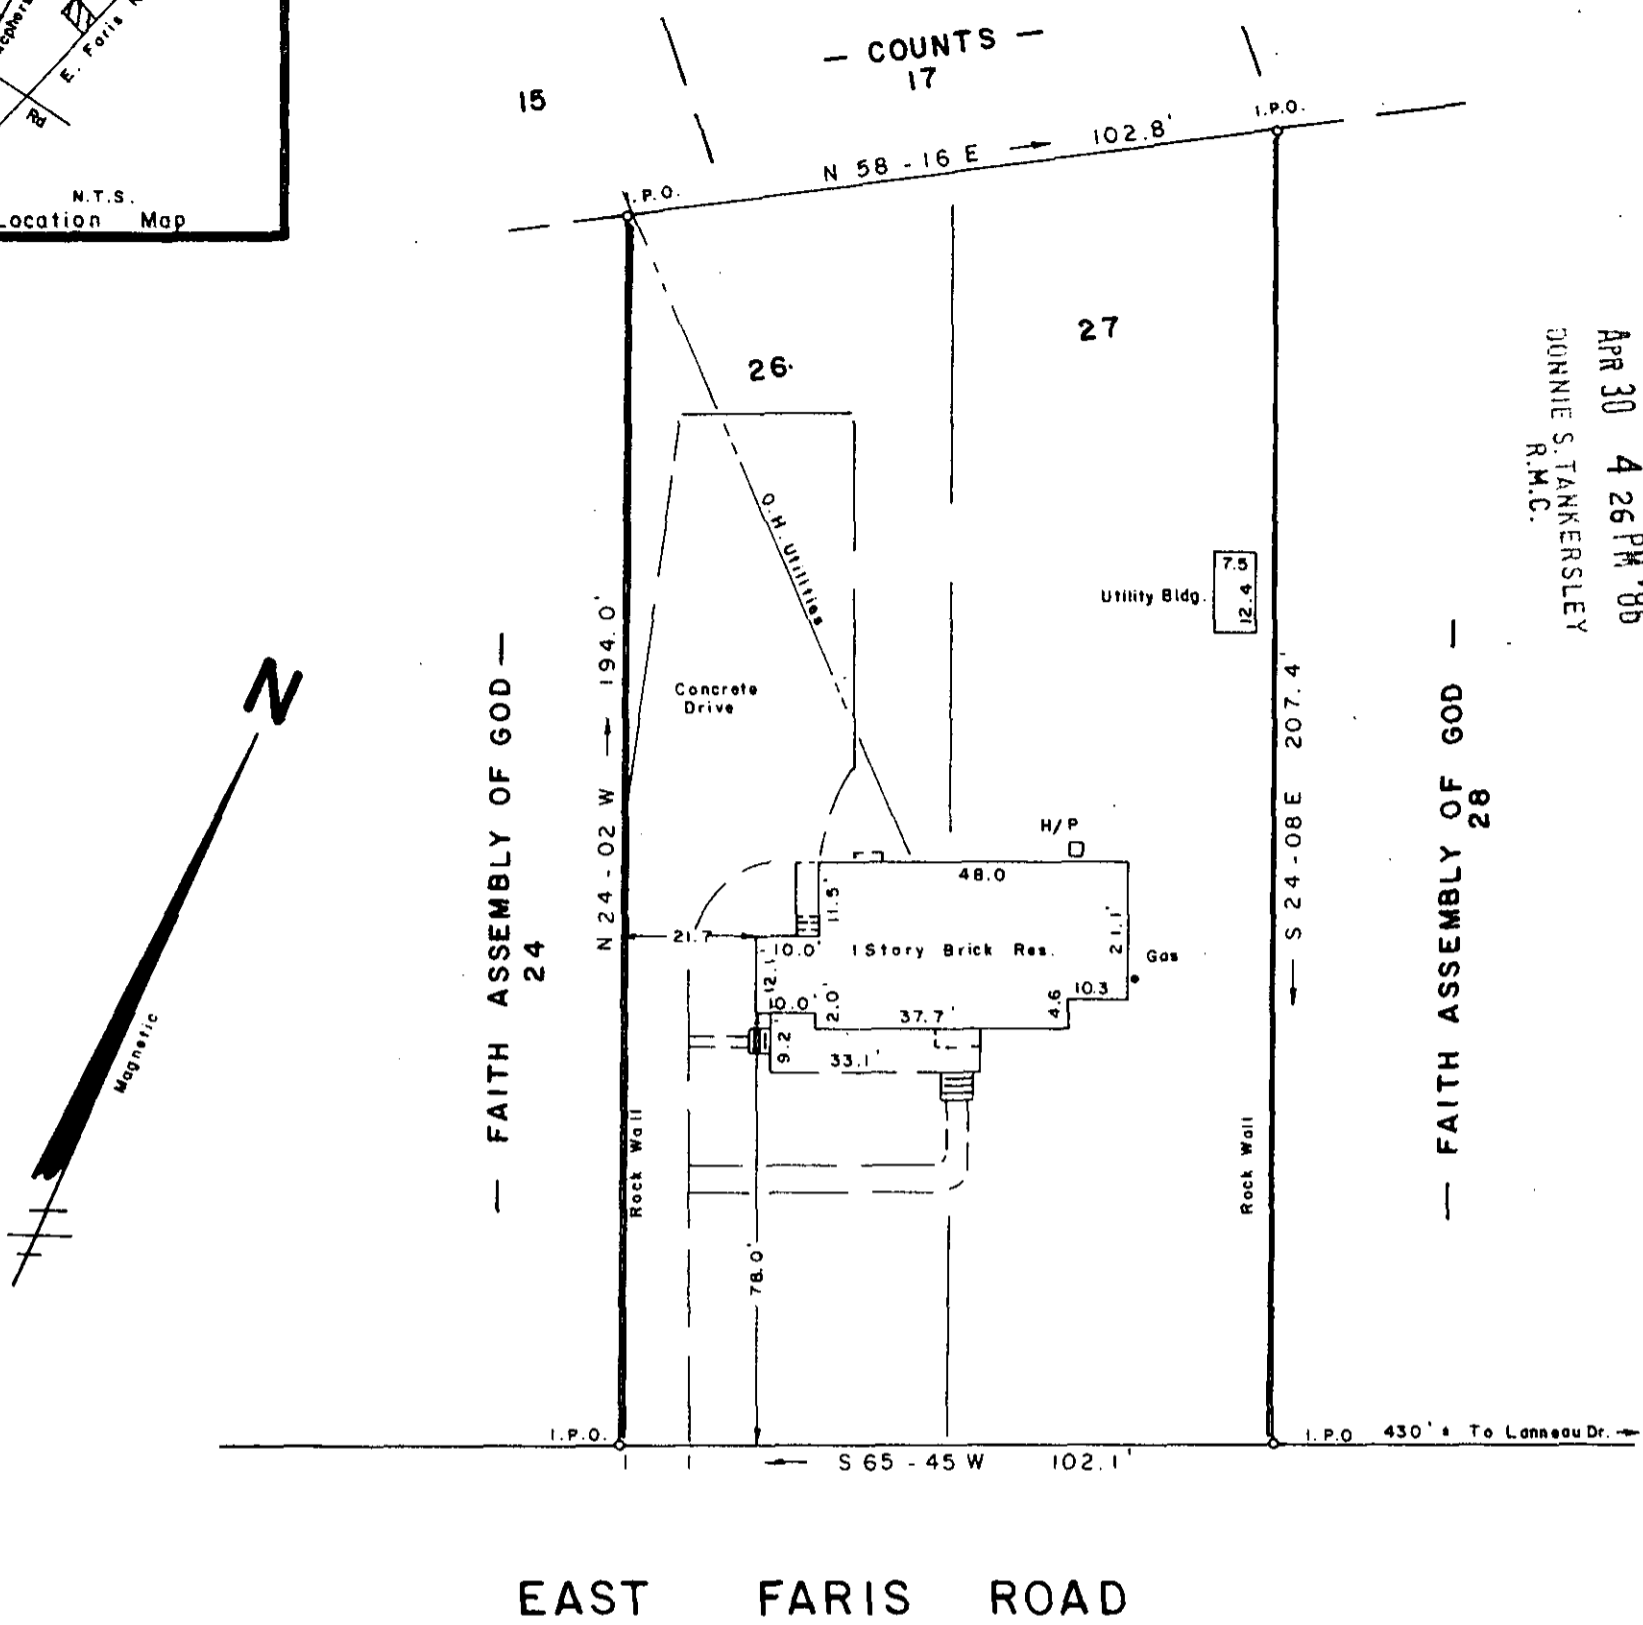 E. Faris
Rd
N.T.S.
Location Map
— COUNTS —
17
15
I.P.O.
I.P.O.
N 58 - 16 E → 102.8'
26
27
APR 30 4 26 PM '86
DONNIE S. TANKERSLEY
R.M.C.
O.H. Utilities
Utility Bldg.
7.5
12.4
N
Magnetic
— FAITH ASSEMBLY OF GOD —
24
N 24 - 02 W → 194.0'
Concrete
Drive
S 24 - 08 E 207.4'
— FAITH ASSEMBLY OF GOD —
28
H/P
48.0
11.5'
21.7
10.0'
1 Story Brick Res.
21.1'
Gas
12.1'
2.0'
37.7'
4.6
10.3
9.2
33.1'
Rock Wall
Rock Wall
78.0'
I.P.O.
I.P.O
430' ± To Lanneau Dr. →
← S 65 - 45 W 102.1'
EAST FARIS ROAD